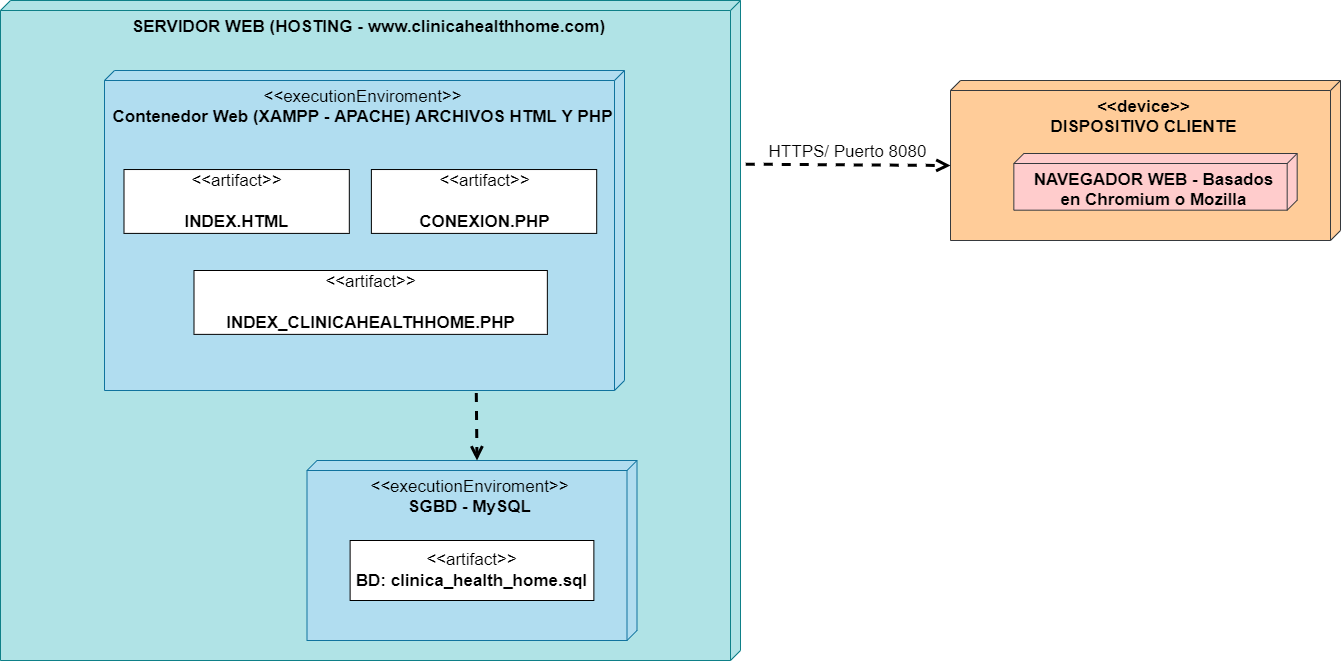 SERVIDOR WEB (HOSTING - www.clinicahealthhome.com)
<<executionEnviroment>>
Contenedor Web (XAMPP - APACHE) ARCHIVOS HTML Y PHP
<<artifact>>
INDEX.HTML
<<artifact>>
CONEXION.PHP
<<artifact>>
INDEX_CLINICAHEALTHHOME.PHP
<<executionEnviroment>>
SGBD - MySQL
<<artifact>>
BD: clinica_health_home.sql
HTTPS/ Puerto 8080
<<device>>
DISPOSITIVO CLIENTE
NAVEGADOR WEB - Basados
en Chromium o Mozilla